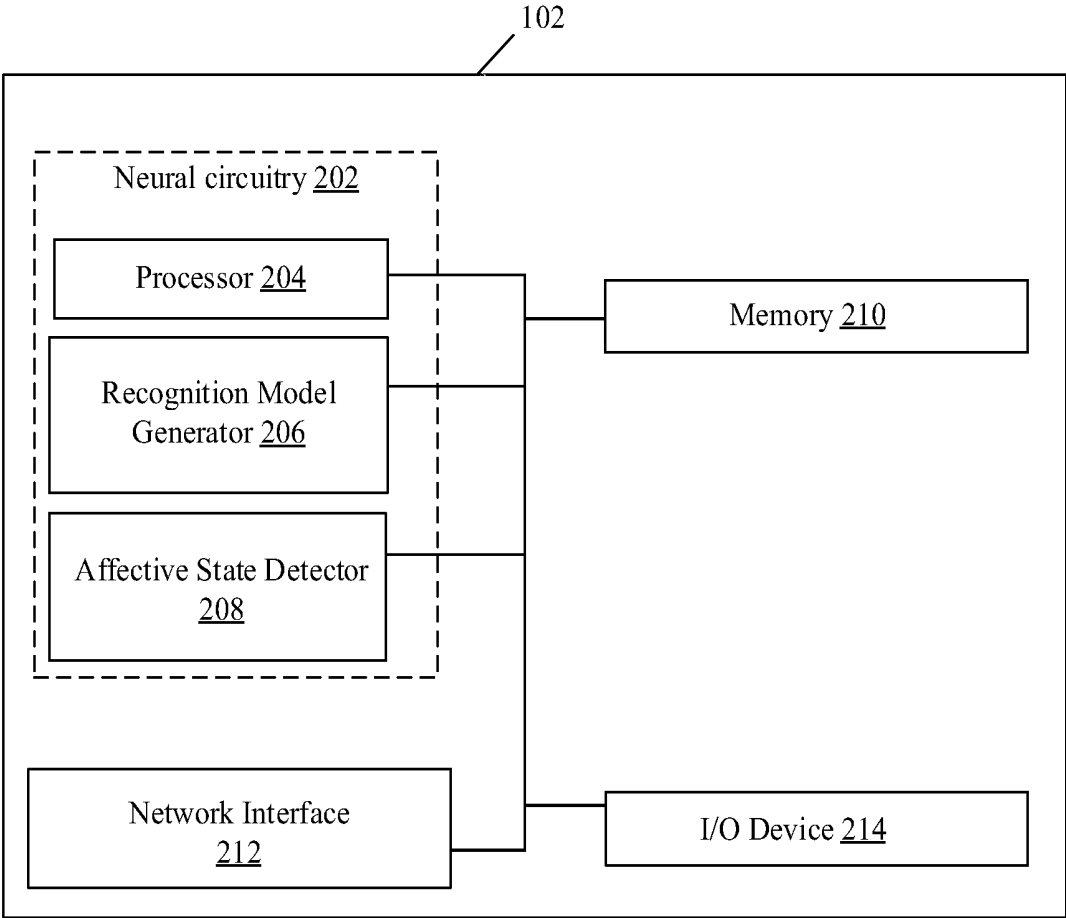 102
Neural circuitry 202
Processor 204
Recognition Model
Generator 206
Affective State Detector
208
Memory 210
Network Interface
212
I/O Device 214